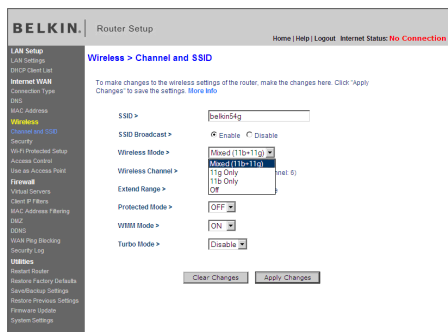 BELKIN.
Router Setup
Home | Help | Logout Internet Status: No Connection
LAN Setup
LAN Settings
DHCP Client List
Internet WAN
Connection Type
DNS
MAC Address
Wireless
Channel and SSID
Security
Wi-Fi Protected Setup
Access Control
Use as Access Point
Firewall
Virtual Servers
Client IP Filters
MAC Address Filtering
DMZ
DDNS
WAN Ping Blocking
Security Log
Utilities
Restart Router
Restore Factory Defaults
Save/Backup Settings
Restore Previous Settings
Firmware Update
System Settings
Wireless > Channel and SSID
To make changes to the wireless settings of the router, make the changes here. Click "Apply
Changes" to save the settings. More Info
SSID > belkin54g
SSID Broadcast > Enable Disable
Wireless Mode > Mixed (11b+11g)
Mixed (11b+11g)
11g Only
11b Only
Off
Wireless Channel > nnel: 6)
Extend Range >
Protected Mode > OFF
WMM Mode > ON
Turbo Mode > Disable
Clear Changes Apply Changes